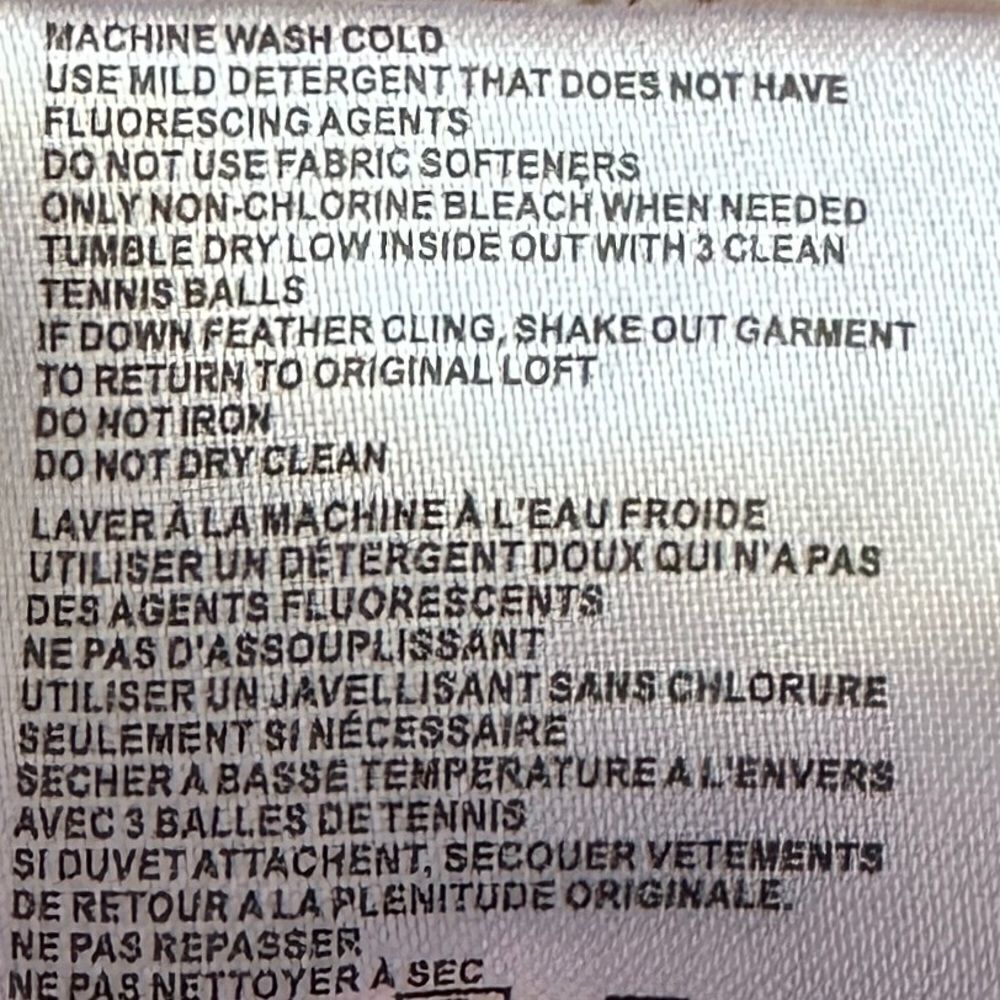 MACHINE WASH COLD
USE MILD DETERGENT THAT DOES NOT HAVE
FLUORESCING AGENTS
DO NOT USE FABRIC SOFTENERS
ONLY NON-CHLORINE BLEACH WHEN NEEDED
TUMBLE DRY LOW INSIDE OUT WITH 3 CLEAN
TENNIS BALLS
IF DOWN FEATHER CLING, SHAKE OUT GARMENT
TO RETURN TO ORIGINAL LOFT
DO NOT IRON
DO NOT DRY CLEAN
LAVER À LA MACHINE À L'EAU FROIDE
UTILISER UN DÉTERGENT DOUX QUI N'A PAS
DES AGENTS FLUORESCENTS
NE PAS D'ASSOUPLISSANT
UTILISER UN JAVELLISANT SANS CHLORURE
SEULEMENT SI NÉCESSAIRE
SECHER A BASSE TEMPERATURE A L'ENVERS
AVEC 3 BALLES DE TENNIS
SI DUVET ATTACHENT, SECOUER VETEMENTS
DE RETOUR A LA PLENITUDE ORIGINALE.
NE PAS REPASSER
NE PAS NETTOYER À SEC